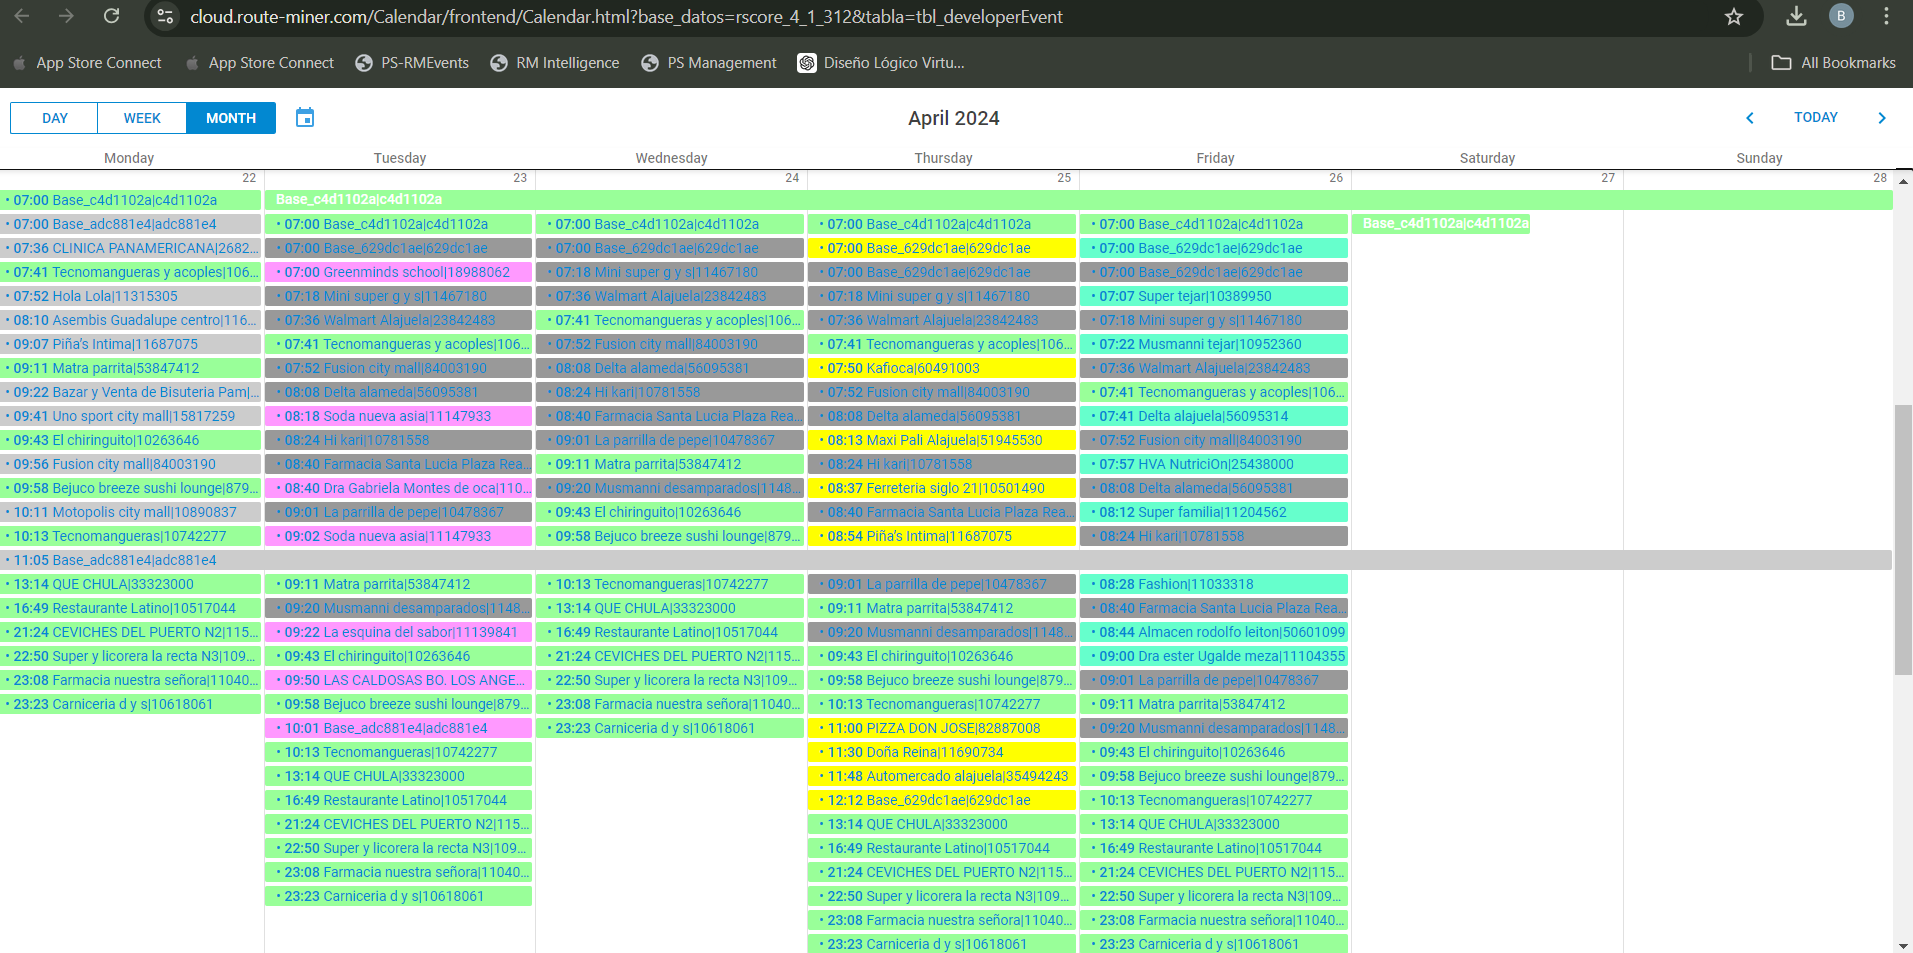 cloud.route-miner.com/Calendar/frontend/Calendar.html?base_datos=rscore_4_1_312&tabla=tbl_developerEvent
B
App Store Connect
App Store Connect
PS-RMEvents
RM Intelligence
PS Management
Diseño Lógico Virtu...
All Bookmarks
DAY
WEEK
MONTH
April 2024
TODAY
Monday
Tuesday
Wednesday
Thursday
Friday
Saturday
Sunday
22
• 07:00 Base_c4d1102a|c4d1102a
• 07:00 Base_adc881e4|adc881e4
• 07:36 CLINICA PANAMERICANA|2682...
• 07:41 Tecnomangueras y acoples|106...
• 07:52 Hola Lola|11315305
• 08:10 Asembis Guadalupe centro|116...
• 09:07 Piña's Intima|11687075
• 09:11 Matra parrita|53847412
• 09:22 Bazar y Venta de Bisuteria Pam|...
• 09:41 Uno sport city mall|15817259
• 09:43 El chiringuito|10263646
• 09:56 Fusion city mall|84003190
• 09:58 Bejuco breeze sushi lounge|879...
• 10:11 Motopolis city mall|10890837
• 10:13 Tecnomangueras|10742277
• 11:05 Base_adc881e4|adc881e4
• 13:14 QUE CHULA|33323000
• 16:49 Restaurante Latino|10517044
• 21:24 CEVICHES DEL PUERTO N2|115...
• 22:50 Super y licorera la recta N3|109...
• 23:08 Farmacia nuestra señora|11040...
• 23:23 Carniceria d y s|10618061
23
Base_c4d1102a|c4d1102a
• 07:00 Base_c4d1102a|c4d1102a
• 07:00 Base_629dc1ae|629dc1ae
• 07:00 Greenminds school|18988062
• 07:18 Mini super g y s|11467180
• 07:36 Walmart Alajuela|23842483
• 07:41 Tecnomangueras y acoples|106...
• 07:52 Fusion city mall|84003190
• 08:08 Delta alameda|56095381
• 08:18 Soda nueva asia|11147933
• 08:24 Hi kari|10781558
• 08:40 Farmacia Santa Lucia Plaza Rea...
• 08:40 Dra Gabriela Montes de oca|110...
• 09:01 La parrilla de pepe|10478367
• 09:02 Soda nueva asia|11147933
• 09:11 Matra parrita|53847412
• 09:20 Musmanni desamparados|1148...
• 09:22 La esquina del sabor|11139841
• 09:43 El chiringuito|10263646
• 09:50 LAS CALDOSAS BO. LOS ANGE...
• 09:58 Bejuco breeze sushi lounge|879...
• 10:01 Base_adc881e4|adc881e4
• 10:13 Tecnomangueras|10742277
• 13:14 QUE CHULA|33323000
• 16:49 Restaurante Latino|10517044
• 21:24 CEVICHES DEL PUERTO N2|115...
• 22:50 Super y licorera la recta N3|109...
• 23:08 Farmacia nuestra señora|11040...
• 23:23 Carniceria d y s|10618061
24
• 07:00 Base_c4d1102a|c4d1102a
• 07:00 Base_629dc1ae|629dc1ae
• 07:18 Mini super g y s|11467180
• 07:36 Walmart Alajuela|23842483
• 07:41 Tecnomangueras y acoples|106...
• 07:52 Fusion city mall|84003190
• 08:08 Delta alameda|56095381
• 08:24 Hi kari|10781558
• 08:40 Farmacia Santa Lucia Plaza Rea...
• 09:01 La parrilla de pepe|10478367
• 09:11 Matra parrita|53847412
• 09:20 Musmanni desamparados|1148...
• 09:43 El chiringuito|10263646
• 09:58 Bejuco breeze sushi lounge|879...
• 10:13 Tecnomangueras|10742277
• 13:14 QUE CHULA|33323000
• 16:49 Restaurante Latino|10517044
• 21:24 CEVICHES DEL PUERTO N2|115...
• 22:50 Super y licorera la recta N3|109...
• 23:08 Farmacia nuestra señora|11040...
• 23:23 Carniceria d y s|10618061
25
• 07:00 Base_c4d1102a|c4d1102a
• 07:00 Base_629dc1ae|629dc1ae
• 07:00 Base_629dc1ae|629dc1ae
• 07:18 Mini super g y s|11467180
• 07:36 Walmart Alajuela|23842483
• 07:41 Tecnomangueras y acoples|106...
• 07:50 Kafioca|60491003
• 07:52 Fusion city mall|84003190
• 08:08 Delta alameda|56095381
• 08:13 Maxi Pali Alajuela|51945530
• 08:24 Hi kari|10781558
• 08:37 Ferreteria siglo 21|10501490
• 08:40 Farmacia Santa Lucia Plaza Rea...
• 08:54 Piña's Intima|11687075
• 09:01 La parrilla de pepe|10478367
• 09:11 Matra parrita|53847412
• 09:20 Musmanni desamparados|1148...
• 09:43 El chiringuito|10263646
• 09:58 Bejuco breeze sushi lounge|879...
• 10:13 Tecnomangueras|10742277
• 11:00 PIZZA DON JOSE|82887008
• 11:30 Doña Reina|11690734
• 11:48 Automercado alajuela|35494243
• 12:12 Base_629dc1ae|629dc1ae
• 13:14 QUE CHULA|33323000
• 16:49 Restaurante Latino|10517044
• 21:24 CEVICHES DEL PUERTO N2|115...
• 22:50 Super y licorera la recta N3|109...
• 23:08 Farmacia nuestra señora|11040...
• 23:23 Carniceria d y s|10618061
26
• 07:00 Base_c4d1102a|c4d1102a
• 07:00 Base_629dc1ae|629dc1ae
• 07:00 Base_629dc1ae|629dc1ae
• 07:07 Super tejar|10389950
• 07:18 Mini super g y s|11467180
• 07:22 Musmanni tejar|10952360
• 07:36 Walmart Alajuela|23842483
• 07:41 Tecnomangueras y acoples|106...
• 07:41 Delta alajuela|56095314
• 07:52 Fusion city mall|84003190
• 07:57 HVA NutriciOn|25438000
• 08:08 Delta alameda|56095381
• 08:12 Super familia|11204562
• 08:24 Hi kari|10781558
• 08:28 Fashion|11033318
• 08:40 Farmacia Santa Lucia Plaza Rea...
• 08:44 Almacen rodolfo leiton|50601099
• 09:00 Dra ester Ugalde meza|11104355
• 09:01 La parrilla de pepe|10478367
• 09:11 Matra parrita|53847412
• 09:20 Musmanni desamparados|1148...
• 09:43 El chiringuito|10263646
• 09:58 Bejuco breeze sushi lounge|879...
• 10:13 Tecnomangueras|10742277
• 13:14 QUE CHULA|33323000
• 16:49 Restaurante Latino|10517044
• 21:24 CEVICHES DEL PUERTO N2|115...
• 22:50 Super y licorera la recta N3|109...
• 23:08 Farmacia nuestra señora|11040...
• 23:23 Carniceria d y s|10618061
27
Base_c4d1102a|c4d1102a
28